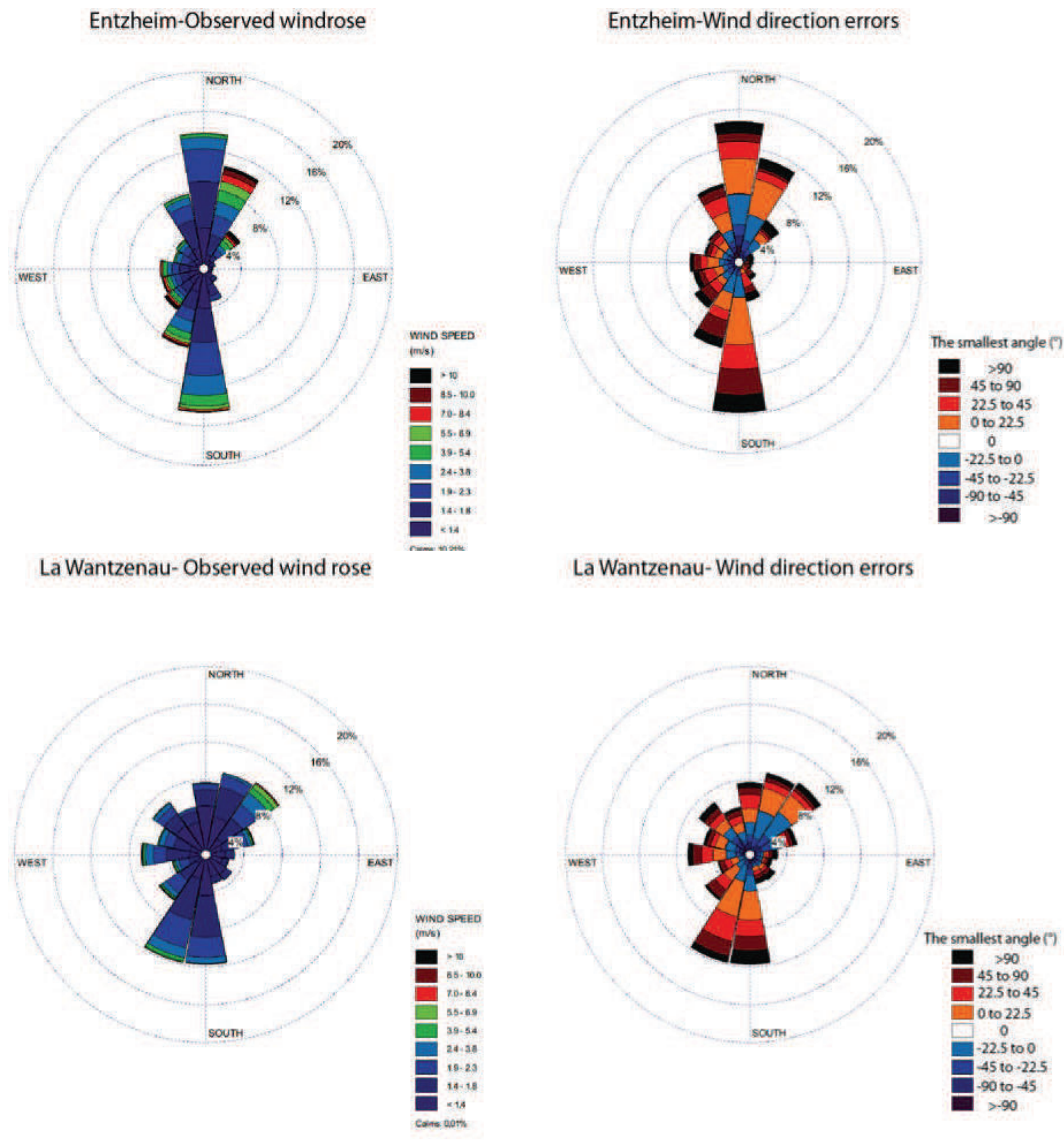 Entzheim-Observed windrose
Entzheim-Wind direction errors
NORTH
20%
16%
12%
8%
4%
WEST
EAST
SOUTH
WIND SPEED
(m/s)
> 10
8.5 - 10.0
7.0 - 8.4
5.5 - 6.9
3.9 - 5.4
2.4 - 3.8
1.9 - 2.3
1.4 - 1.8
< 1.4
Calms: 10.21%
NORTH
20%
16%
12%
8%
4%
WEST
EAST
SOUTH
The smallest angle (°)
>90
45 to 90
22.5 to 45
0 to 22.5
0
-22.5 to 0
-45 to -22.5
-90 to -45
>-90
La Wantzenau- Observed wind rose
La Wantzenau- Wind direction errors
NORTH
20%
16%
12%
8%
4%
WEST
EAST
SOUTH
WIND SPEED
(m/s)
> 10
8.5 - 10.0
7.0 - 8.4
5.5 - 6.9
3.9 - 5.4
2.4 - 3.8
1.9 - 2.3
1.4 - 1.8
< 1.4
Calms: 0.01%
NORTH
20%
16%
12%
8%
4%
WEST
EAST
SOUTH
The smallest angle (°)
>90
45 to 90
22.5 to 45
0 to 22.5
0
-22.5 to 0
-45 to -22.5
-90 to -45
>-90